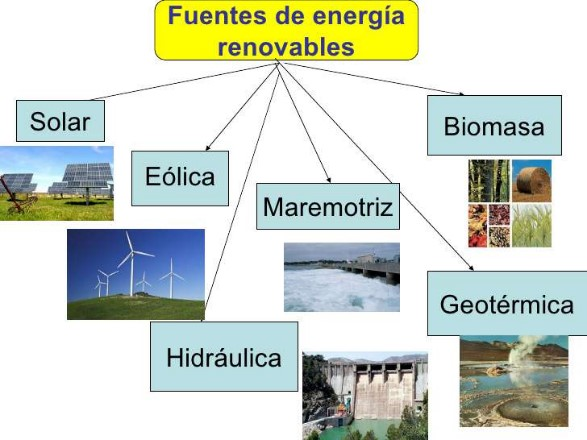 Fuentes de energía
renovables
Solar
Biomasa
Eólica
Maremotriz
Geotérmica
Hidráulica